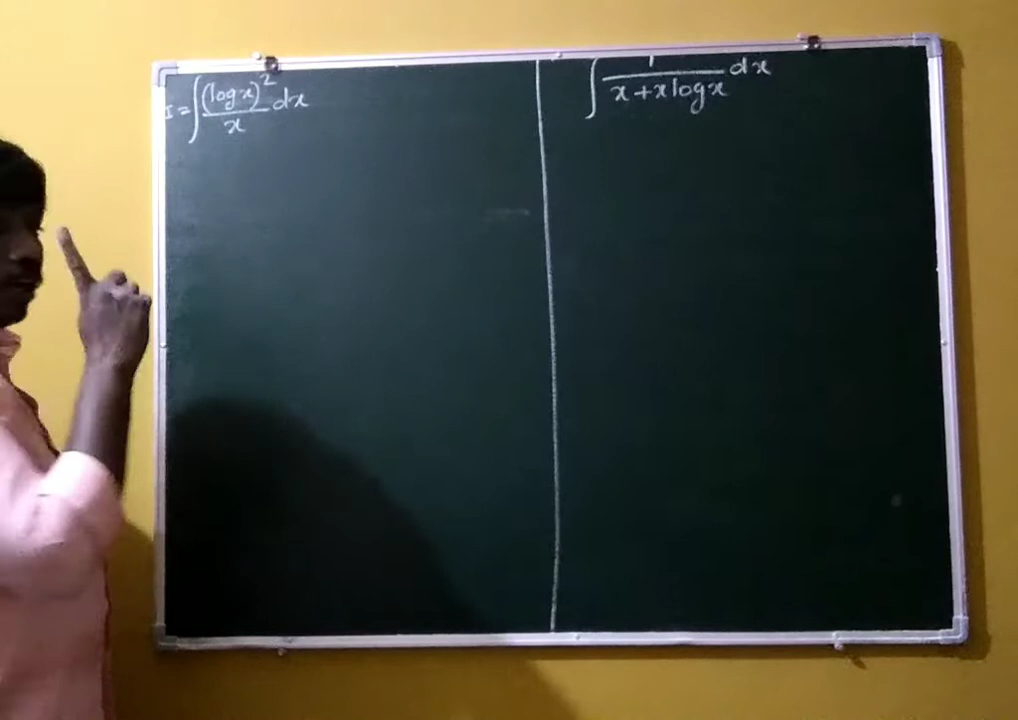 I = ∫ (log x)² / x dx
∫ 1 / x + x log x dx